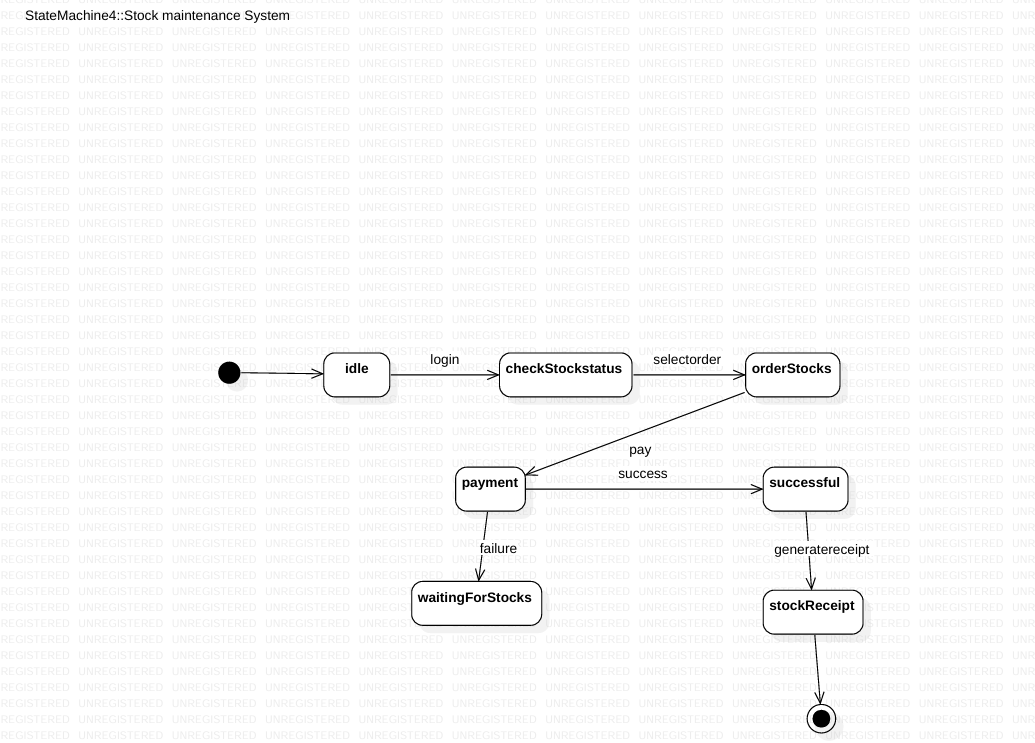 StateMachine4::Stock maintenance System
idle
login
checkStockstatus
selectorder
orderStocks
pay
success
payment
successful
failure
generatereceipt
waitingForStocks
stockReceipt
UNREGISTERED